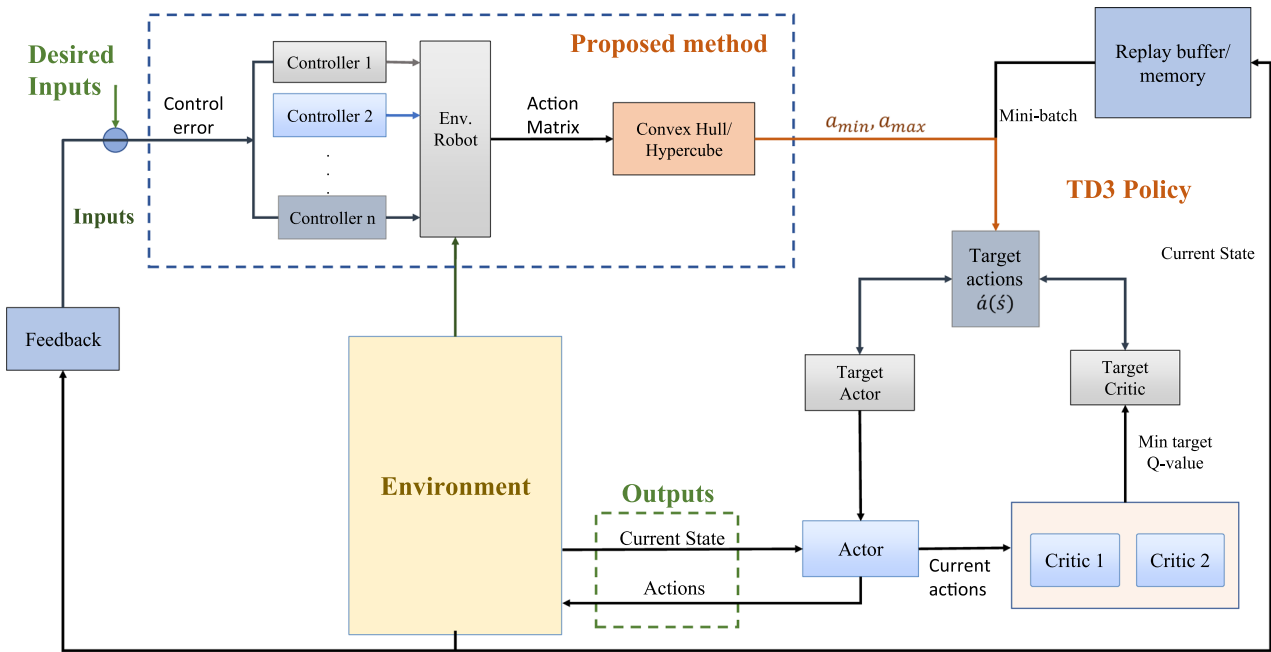 Desired
Inputs
Proposed method
Control
error
Controller 1
Controller 2
.
.
.
Controller n
Env.
Robot
Action
Matrix
Convex Hull/
Hypercube
a_min, a_max
Mini-batch
Replay buffer/
memory
TD3 Policy
Inputs
Current State
Target
actions
á(ś)
Feedback
Target
Actor
Target
Critic
Min target
Q-value
Environment
Outputs
Current State
Actions
Actor
Current
actions
Critic 1
Critic 2